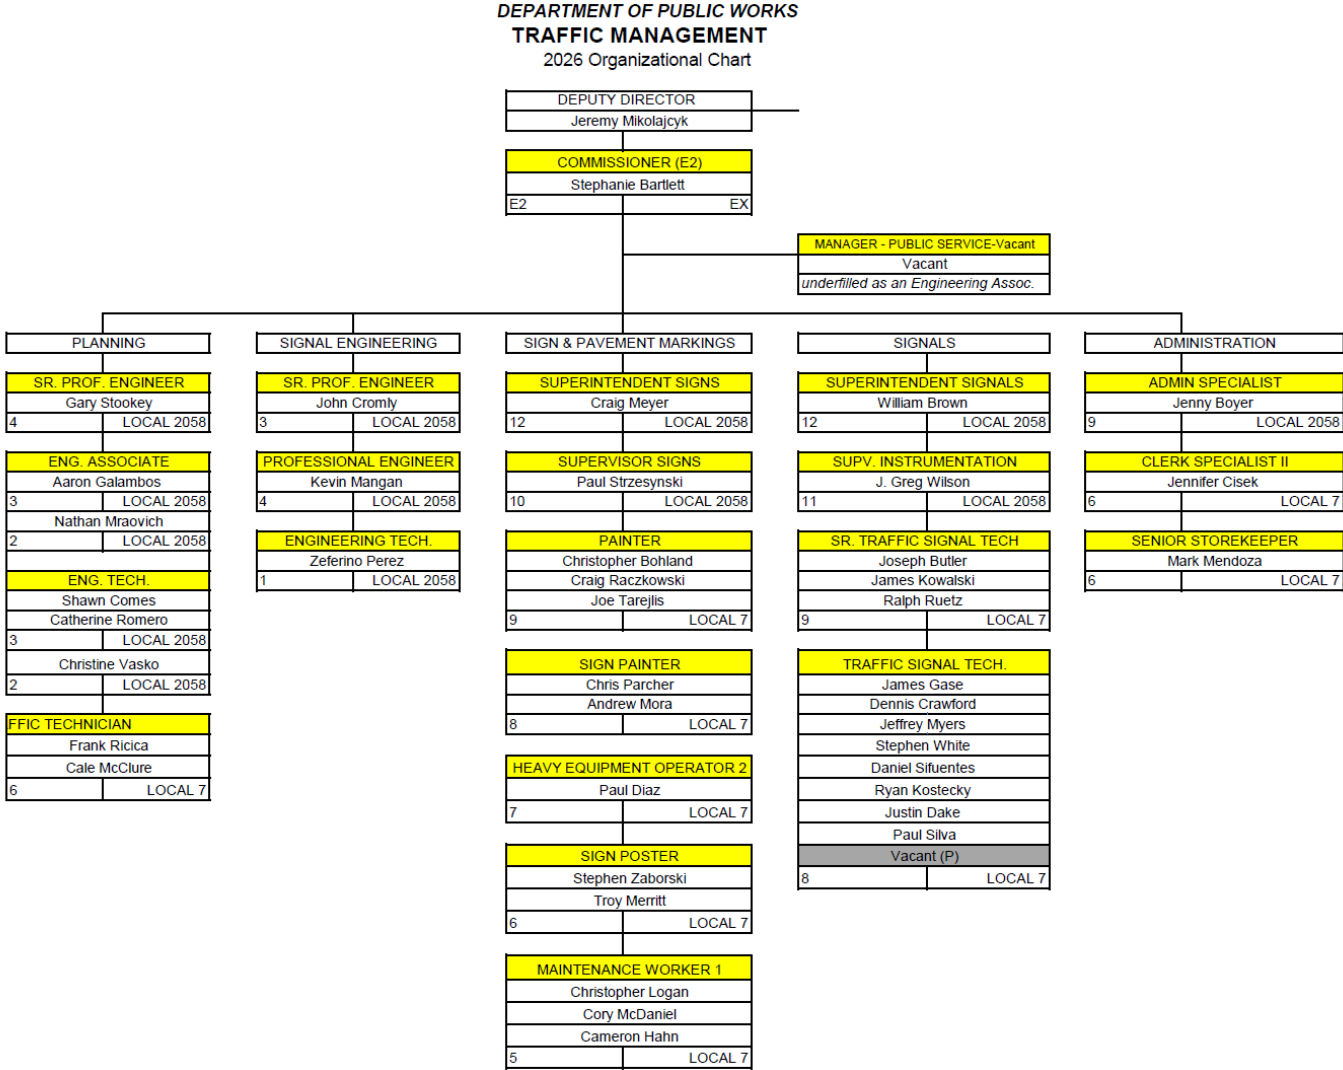 DEPARTMENT OF PUBLIC WORKS
TRAFFIC MANAGEMENT
2026 Organizational Chart
DEPUTY DIRECTOR
Jeremy Mikolajcyk
COMMISSIONER (E2)
Stephanie Bartlett
E2 EX
MANAGER - PUBLIC SERVICE-Vacant
Vacant
underfilled as an Engineering Assoc.
PLANNING
SR. PROF. ENGINEER
Gary Stookey
4 LOCAL 2058
ENG. ASSOCIATE
Aaron Galambos
3 LOCAL 2058
Nathan Mraovich
2 LOCAL 2058
ENG. TECH.
Shawn Comes
Catherine Romero
3 LOCAL 2058
Christine Vasko
2 LOCAL 2058
FFIC TECHNICIAN
Frank Ricica
Cale McClure
6 LOCAL 7
SIGNAL ENGINEERING
SR. PROF. ENGINEER
John Cromly
3 LOCAL 2058
PROFESSIONAL ENGINEER
Kevin Mangan
4 LOCAL 2058
ENGINEERING TECH.
Zeferino Perez
1 LOCAL 2058
SIGN & PAVEMENT MARKINGS
SUPERINTENDENT SIGNS
Craig Meyer
12 LOCAL 2058
SUPERVISOR SIGNS
Paul Strzesynski
10 LOCAL 2058
PAINTER
Christopher Bohland
Craig Raczkowski
Joe Tarejlis
9 LOCAL 7
SIGN PAINTER
Chris Parcher
Andrew Mora
8 LOCAL 7
HEAVY EQUIPMENT OPERATOR 2
Paul Diaz
7 LOCAL 7
SIGN POSTER
Stephen Zaborski
Troy Merritt
6 LOCAL 7
MAINTENANCE WORKER 1
Christopher Logan
Cory McDaniel
Cameron Hahn
5 LOCAL 7
SIGNALS
SUPERINTENDENT SIGNALS
William Brown
12 LOCAL 2058
SUPV. INSTRUMENTATION
J. Greg Wilson
11 LOCAL 2058
SR. TRAFFIC SIGNAL TECH
Joseph Butler
James Kowalski
Ralph Ruetz
9 LOCAL 7
TRAFFIC SIGNAL TECH.
James Gase
Dennis Crawford
Jeffrey Myers
Stephen White
Daniel Sifuentes
Ryan Kostecky
Justin Dake
Paul Silva
Vacant (P)
8 LOCAL 7
ADMINISTRATION
ADMIN SPECIALIST
Jenny Boyer
9 LOCAL 2058
CLERK SPECIALIST II
Jennifer Cisek
6 LOCAL 7
SENIOR STOREKEEPER
Mark Mendoza
6 LOCAL 7